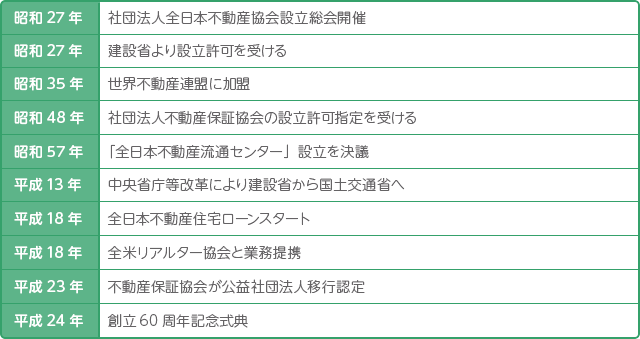 昭和 27 年 社団法人全日本不動産協会設立総会開催
昭和 27 年 建設省より設立許可を受ける
昭和 35 年 世界不動産連盟に加盟
昭和 48 年 社団法人不動産保証協会の設立許可指定を受ける
昭和 57 年 「全日本不動産流通センター」設立を決議
平成 13 年 中央省庁等改革により建設省から国土交通省へ
平成 18 年 全日本不動産住宅ローンスタート
平成 18 年 全米リアルター協会と業務提携
平成 23 年 不動産保証協会が公益社団法人移行認定
平成 24 年 創立 60 周年記念式典